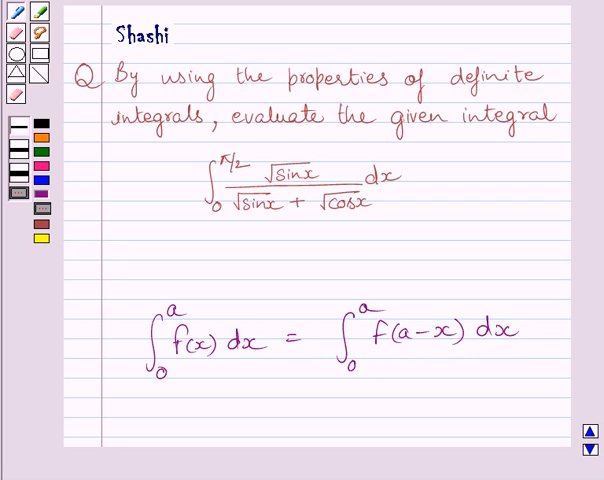 Shashi
Q By using the properties of definite
integrals, evaluate the given integral
∫₀^π/2 √sinx / (√sinx + √cosx) dx
∫₀^a f(x) dx = ∫₀^a f(a-x) dx